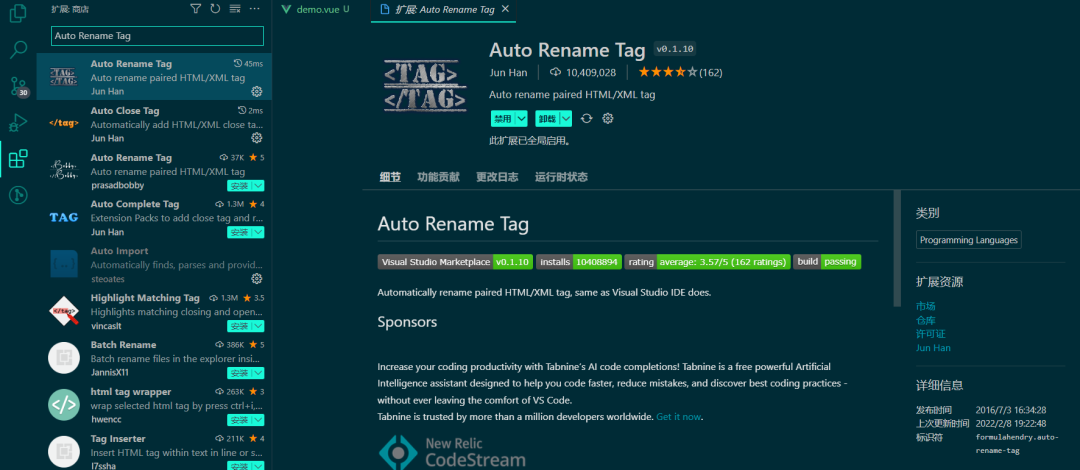 扩展: 商店
Auto Rename Tag
30
Auto Rename Tag
45ms
Auto rename paired HTML/XML tag
Jun Han
Auto Close Tag
2ms
Automatically add HTML/XML close ta...
Jun Han
Auto Rename Tag
37K
5
Auto rename paired HTML/XML tag
prasadbobby
安装
Auto Complete Tag
1.3M
4
Extension Packs to add close tag and r...
Jun Han
安装
Auto Import
Automatically finds, parses and provid...
steoates
Highlight Matching Tag
1.3M
3.5
Highlights matching closing and open...
vincaslt
安装
Batch Rename
386K
5
Batch rename files in the explorer insi...
JannisX11
安装
html tag wrapper
263K
3
wrap selected html tag by press ctrl+i,...
hwencc
安装
Tag Inserter
211K
4
Insert HTML tag within text in line or s...
l7ssha
安装
demo.vue U
扩展: Auto Rename Tag
<TAG>
</TAG>
Auto Rename Tag v0.1.10
Jun Han
10,409,028
(162)
Auto rename paired HTML/XML tag
禁用
卸载
此扩展已全局启用。
细节 功能贡献 更改日志 运行时状态
Auto Rename Tag
Visual Studio Marketplace v0.1.10 installs 10408894 rating average: 3.57/5 (162 ratings) build passing
Automatically rename paired HTML/XML tag, same as Visual Studio IDE does.
Sponsors
Increase your coding productivity with Tabnine's AI code completions! Tabnine is a free powerful Artificial
Intelligence assistant designed to help you code faster, reduce mistakes, and discover best coding practices -
without ever leaving the comfort of VS Code.
Tabnine is trusted by more than a million developers worldwide. Get it now.
New Relic
CodeStream
类别
Programming Languages
扩展资源
市场
仓库
许可证
Jun Han
详细信息
发布时间 2016/7/3 16:34:28
上次更新时间 2022/2/8 19:22:48
标识符 formulahendry.auto-
rename-tag